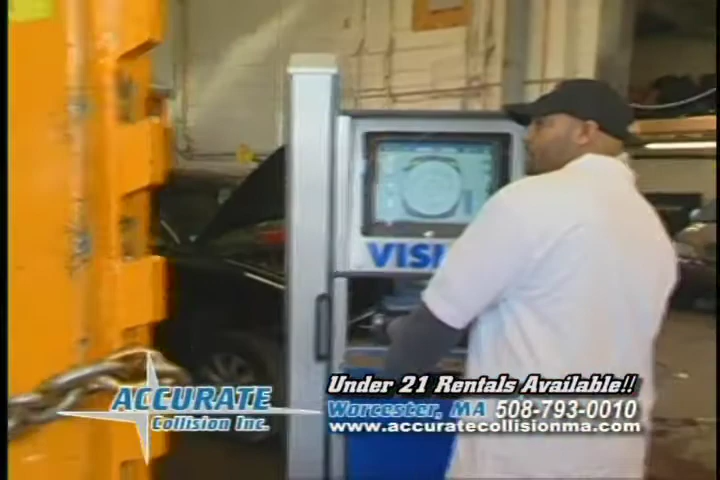 VISI
ACCURATE
Collision Inc.
Under 21 Rentals Available!!
Worcester, MA 508-793-0010
www.accuratecollisionma.com